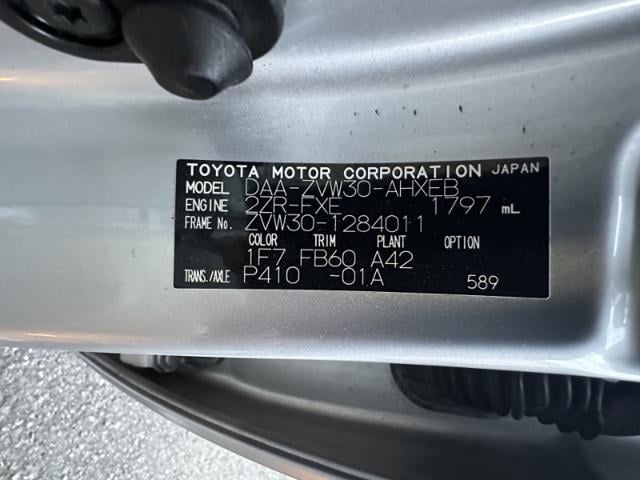 TOYOTA MOTOR CORPORATION JAPAN
MODEL DAA-ZVW30-AHXEB
ENGINE 2ZR-FXE 1797 mL
FRAME No. ZVW30-1284011
COLOR TRIM PLANT OPTION
1F7 FB60 A42
TRANS./AXLE P410 -01A 589